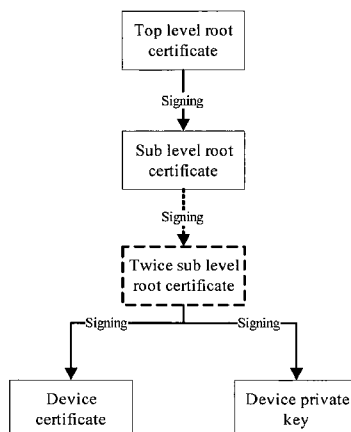 Top level root
certificate
Signing
Sub level root
certificate
Signing
Twice sub level
root certificate
Signing
Signing
Device
certificate
Device private
key